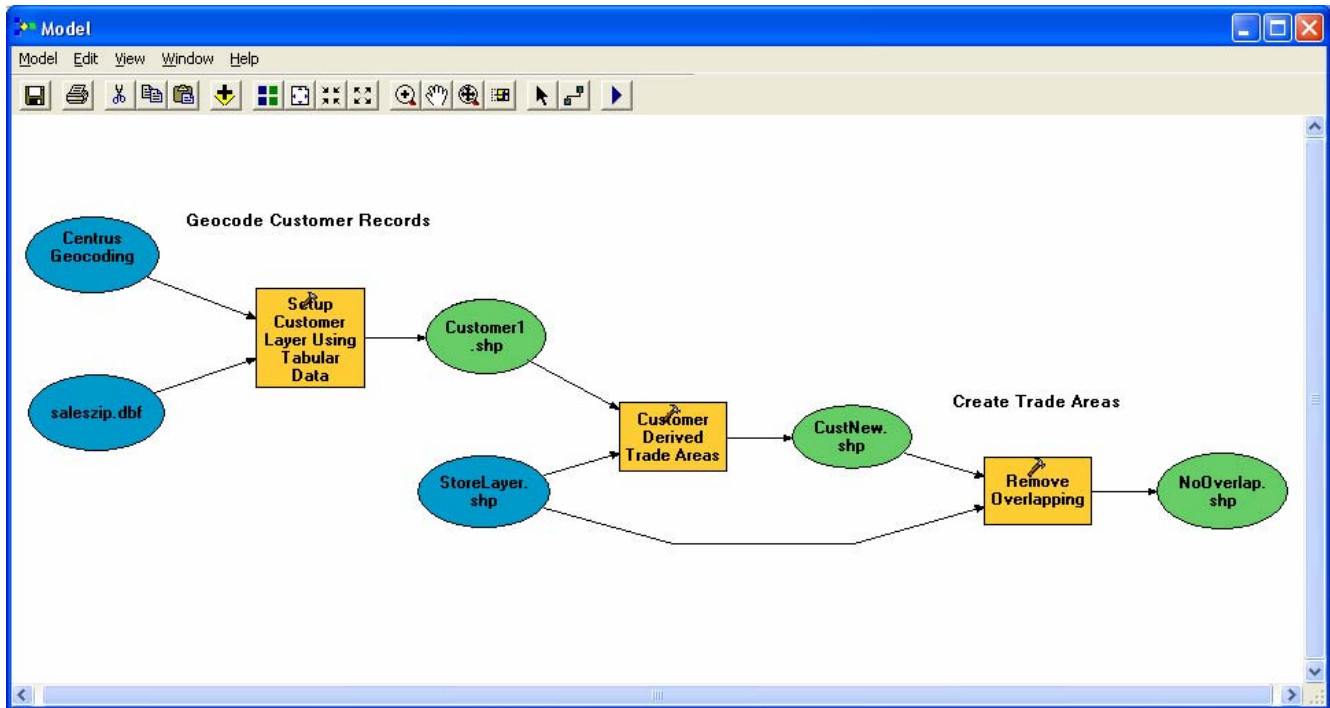 Model
Model Edit View Window Help
Geocode Customer Records
Centrus
Geocoding
Setup
Customer
Layer Using
Tabular
Data
Customer1
.shp
saleszip.dbf
Customer
Derived
Trade Areas
Create Trade Areas
CustNew.
shp
StoreLayer.
shp
Remove
Overlapping
NoOverlap.
shp